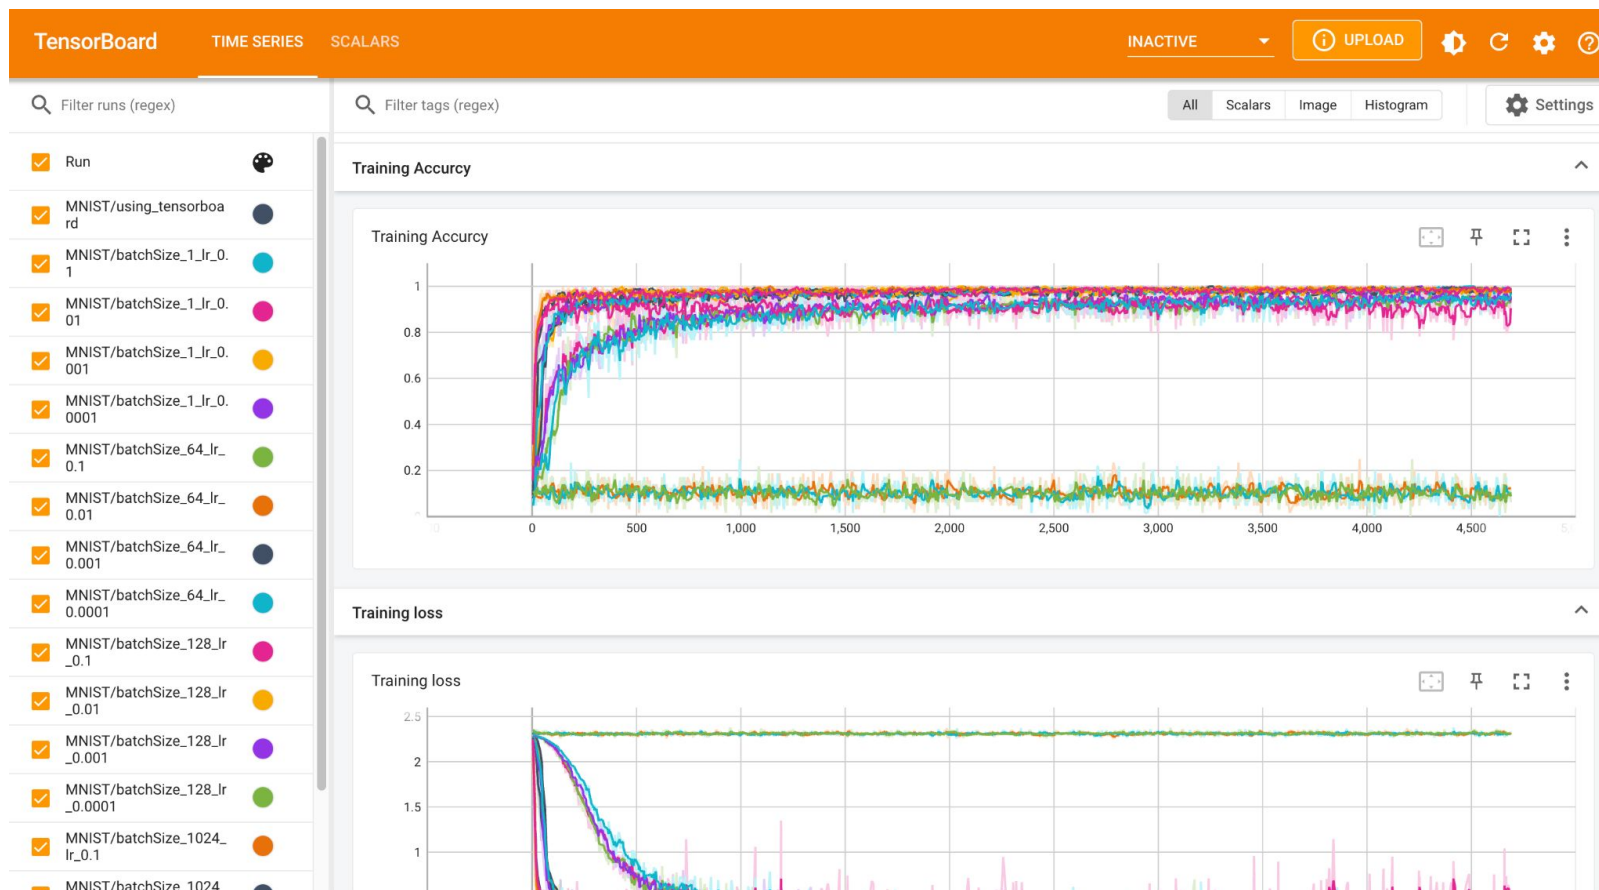 TensorBoard TIME SERIES SCALARS INACTIVE UPLOAD
Filter runs (regex)
Filter tags (regex)
All Scalars Image Histogram Settings
Run
MNIST/using_tensorboa
rd
MNIST/batchSize_1_lr_0.
1
MNIST/batchSize_1_lr_0.
01
MNIST/batchSize_1_lr_0.
001
MNIST/batchSize_1_lr_0.
0001
MNIST/batchSize_64_lr_
0.1
MNIST/batchSize_64_lr_
0.01
MNIST/batchSize_64_lr_
0.001
MNIST/batchSize_64_lr_
0.0001
MNIST/batchSize_128_lr
_0.1
MNIST/batchSize_128_lr
_0.01
MNIST/batchSize_128_lr
_0.001
MNIST/batchSize_128_lr
_0.0001
MNIST/batchSize_1024_
lr_0.1
MNIST/batchSize_1024
Training Accurcy
Training Accurcy
1
0.8
0.6
0.4
0.2
0 500 1,000 1,500 2,000 2,500 3,000 3,500 4,000 4,500
Training loss
Training loss
2.5
2
1.5
1